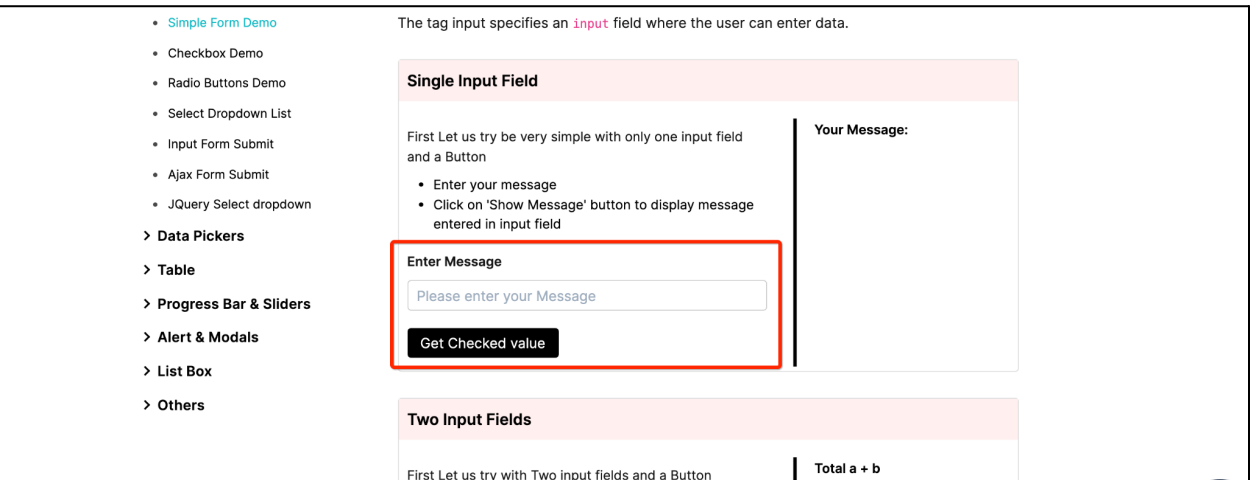 Simple Form Demo
Checkbox Demo
Radio Buttons Demo
Select Dropdown List
Input Form Submit
Ajax Form Submit
JQuery Select dropdown
Data Pickers
Table
Progress Bar & Sliders
Alert & Modals
List Box
Others
The tag input specifies an input field where the user can enter data.
Single Input Field
First Let us try be very simple with only one input field
and a Button
Enter your message
Click on 'Show Message' button to display message
entered in input field
Enter Message
Please enter your Message
Get Checked value
Your Message:
Two Input Fields
First Let us try with Two input fields and a Button
Total a + b